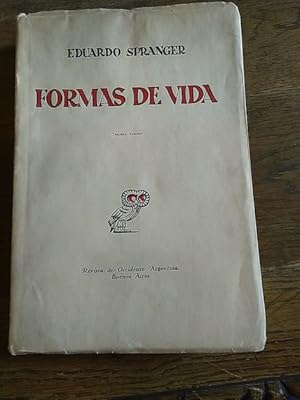 EDUARDO SPRANGER
FORMAS DE VIDA
Revista de Occidente Argentina
Buenos Aires